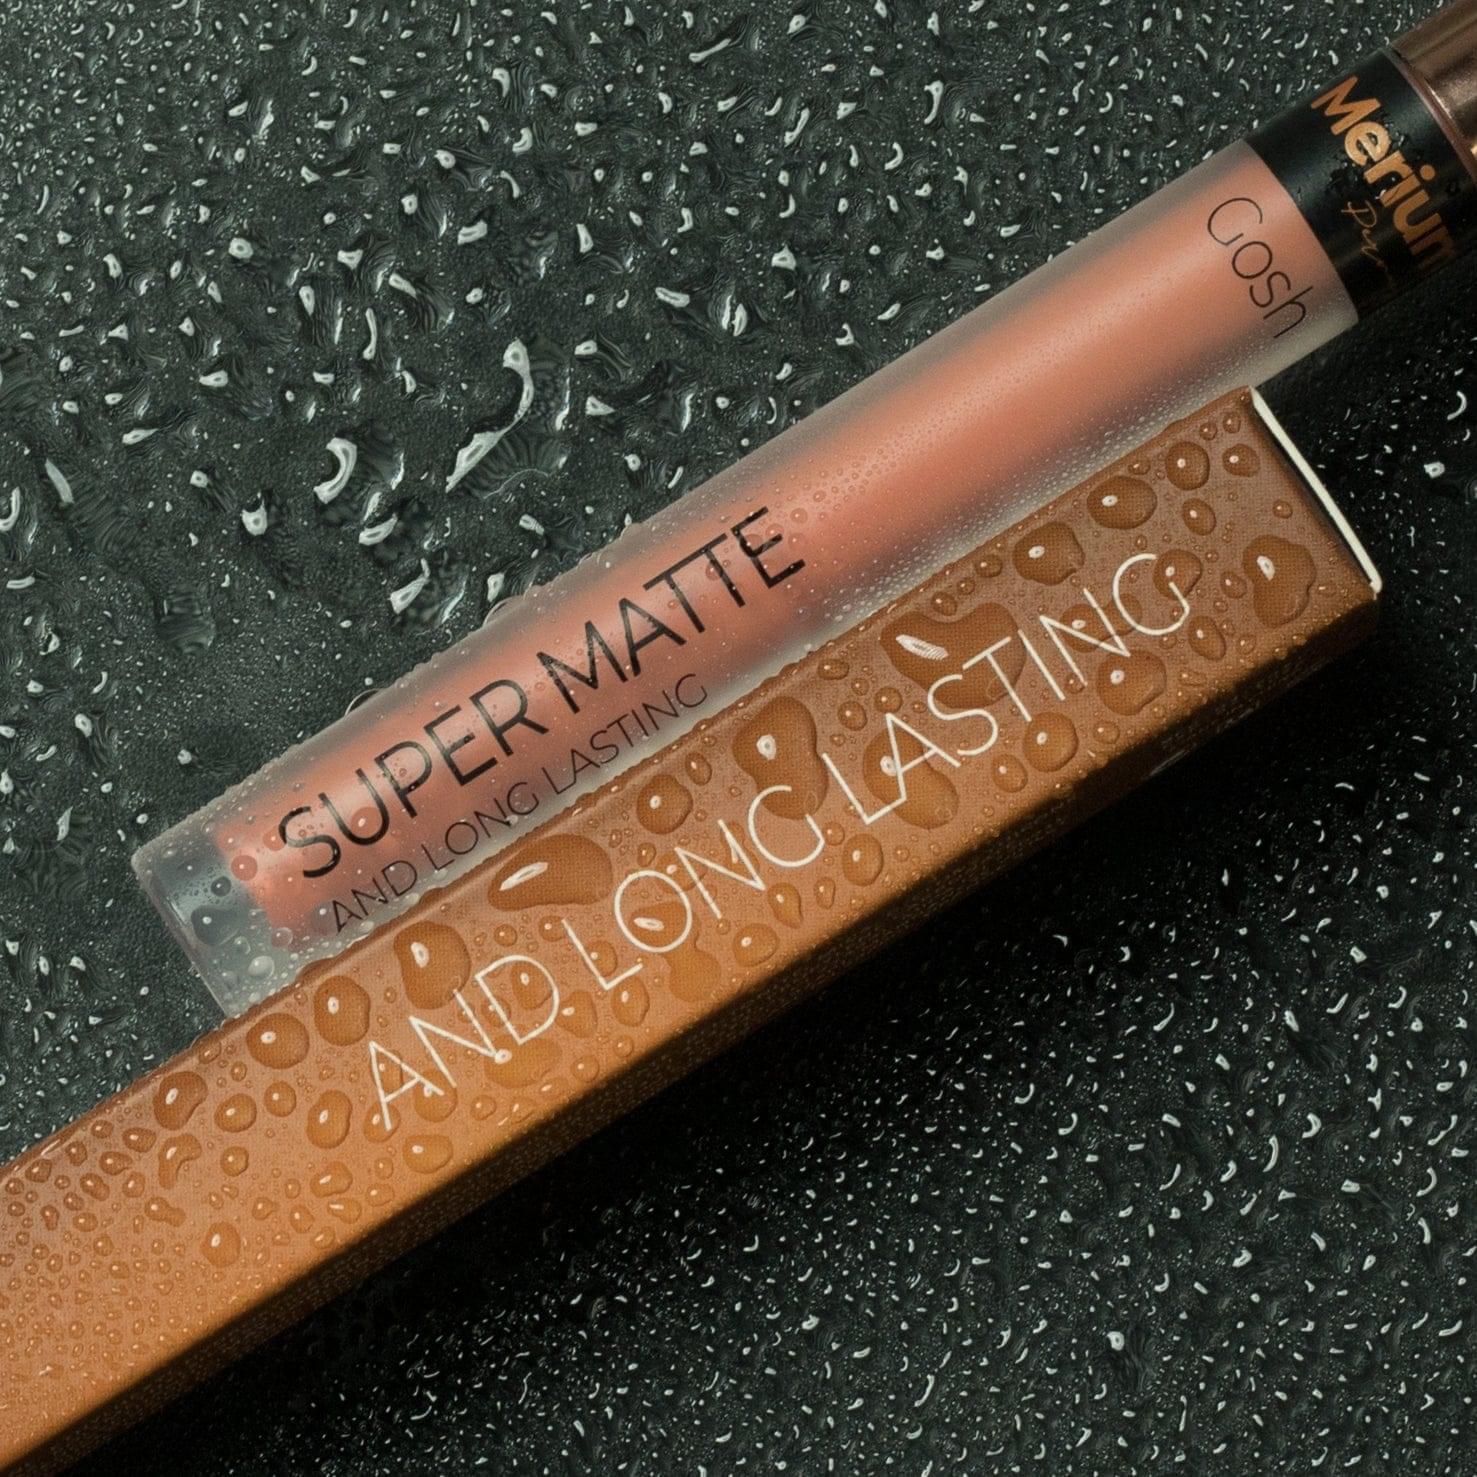 Gosh
SUPER MATTE
AND LONG LASTING
AND LONG LASTING